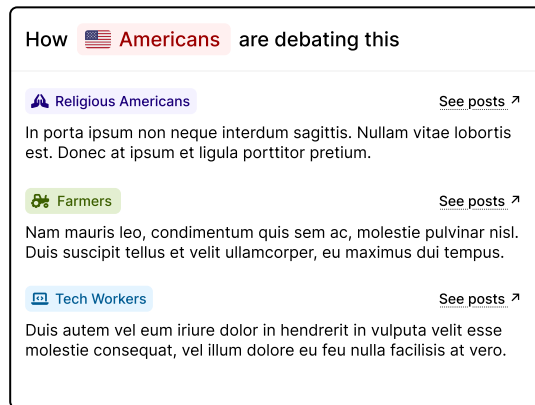 How Americans are debating this
Religious Americans See posts ↗
In porta ipsum non neque interdum sagittis. Nullam vitae lobortis
est. Donec at ipsum et ligula porttitor pretium.
Farmers See posts ↗
Nam mauris leo, condimentum quis sem ac, molestie pulvinar nisl.
Duis suscipit tellus et velit ullamcorper, eu maximus dui tempus.
Tech Workers See posts ↗
Duis autem vel eum iriure dolor in hendrerit in vulputa velit esse
molestie consequat, vel illum dolore eu feu nulla facilisis at vero.